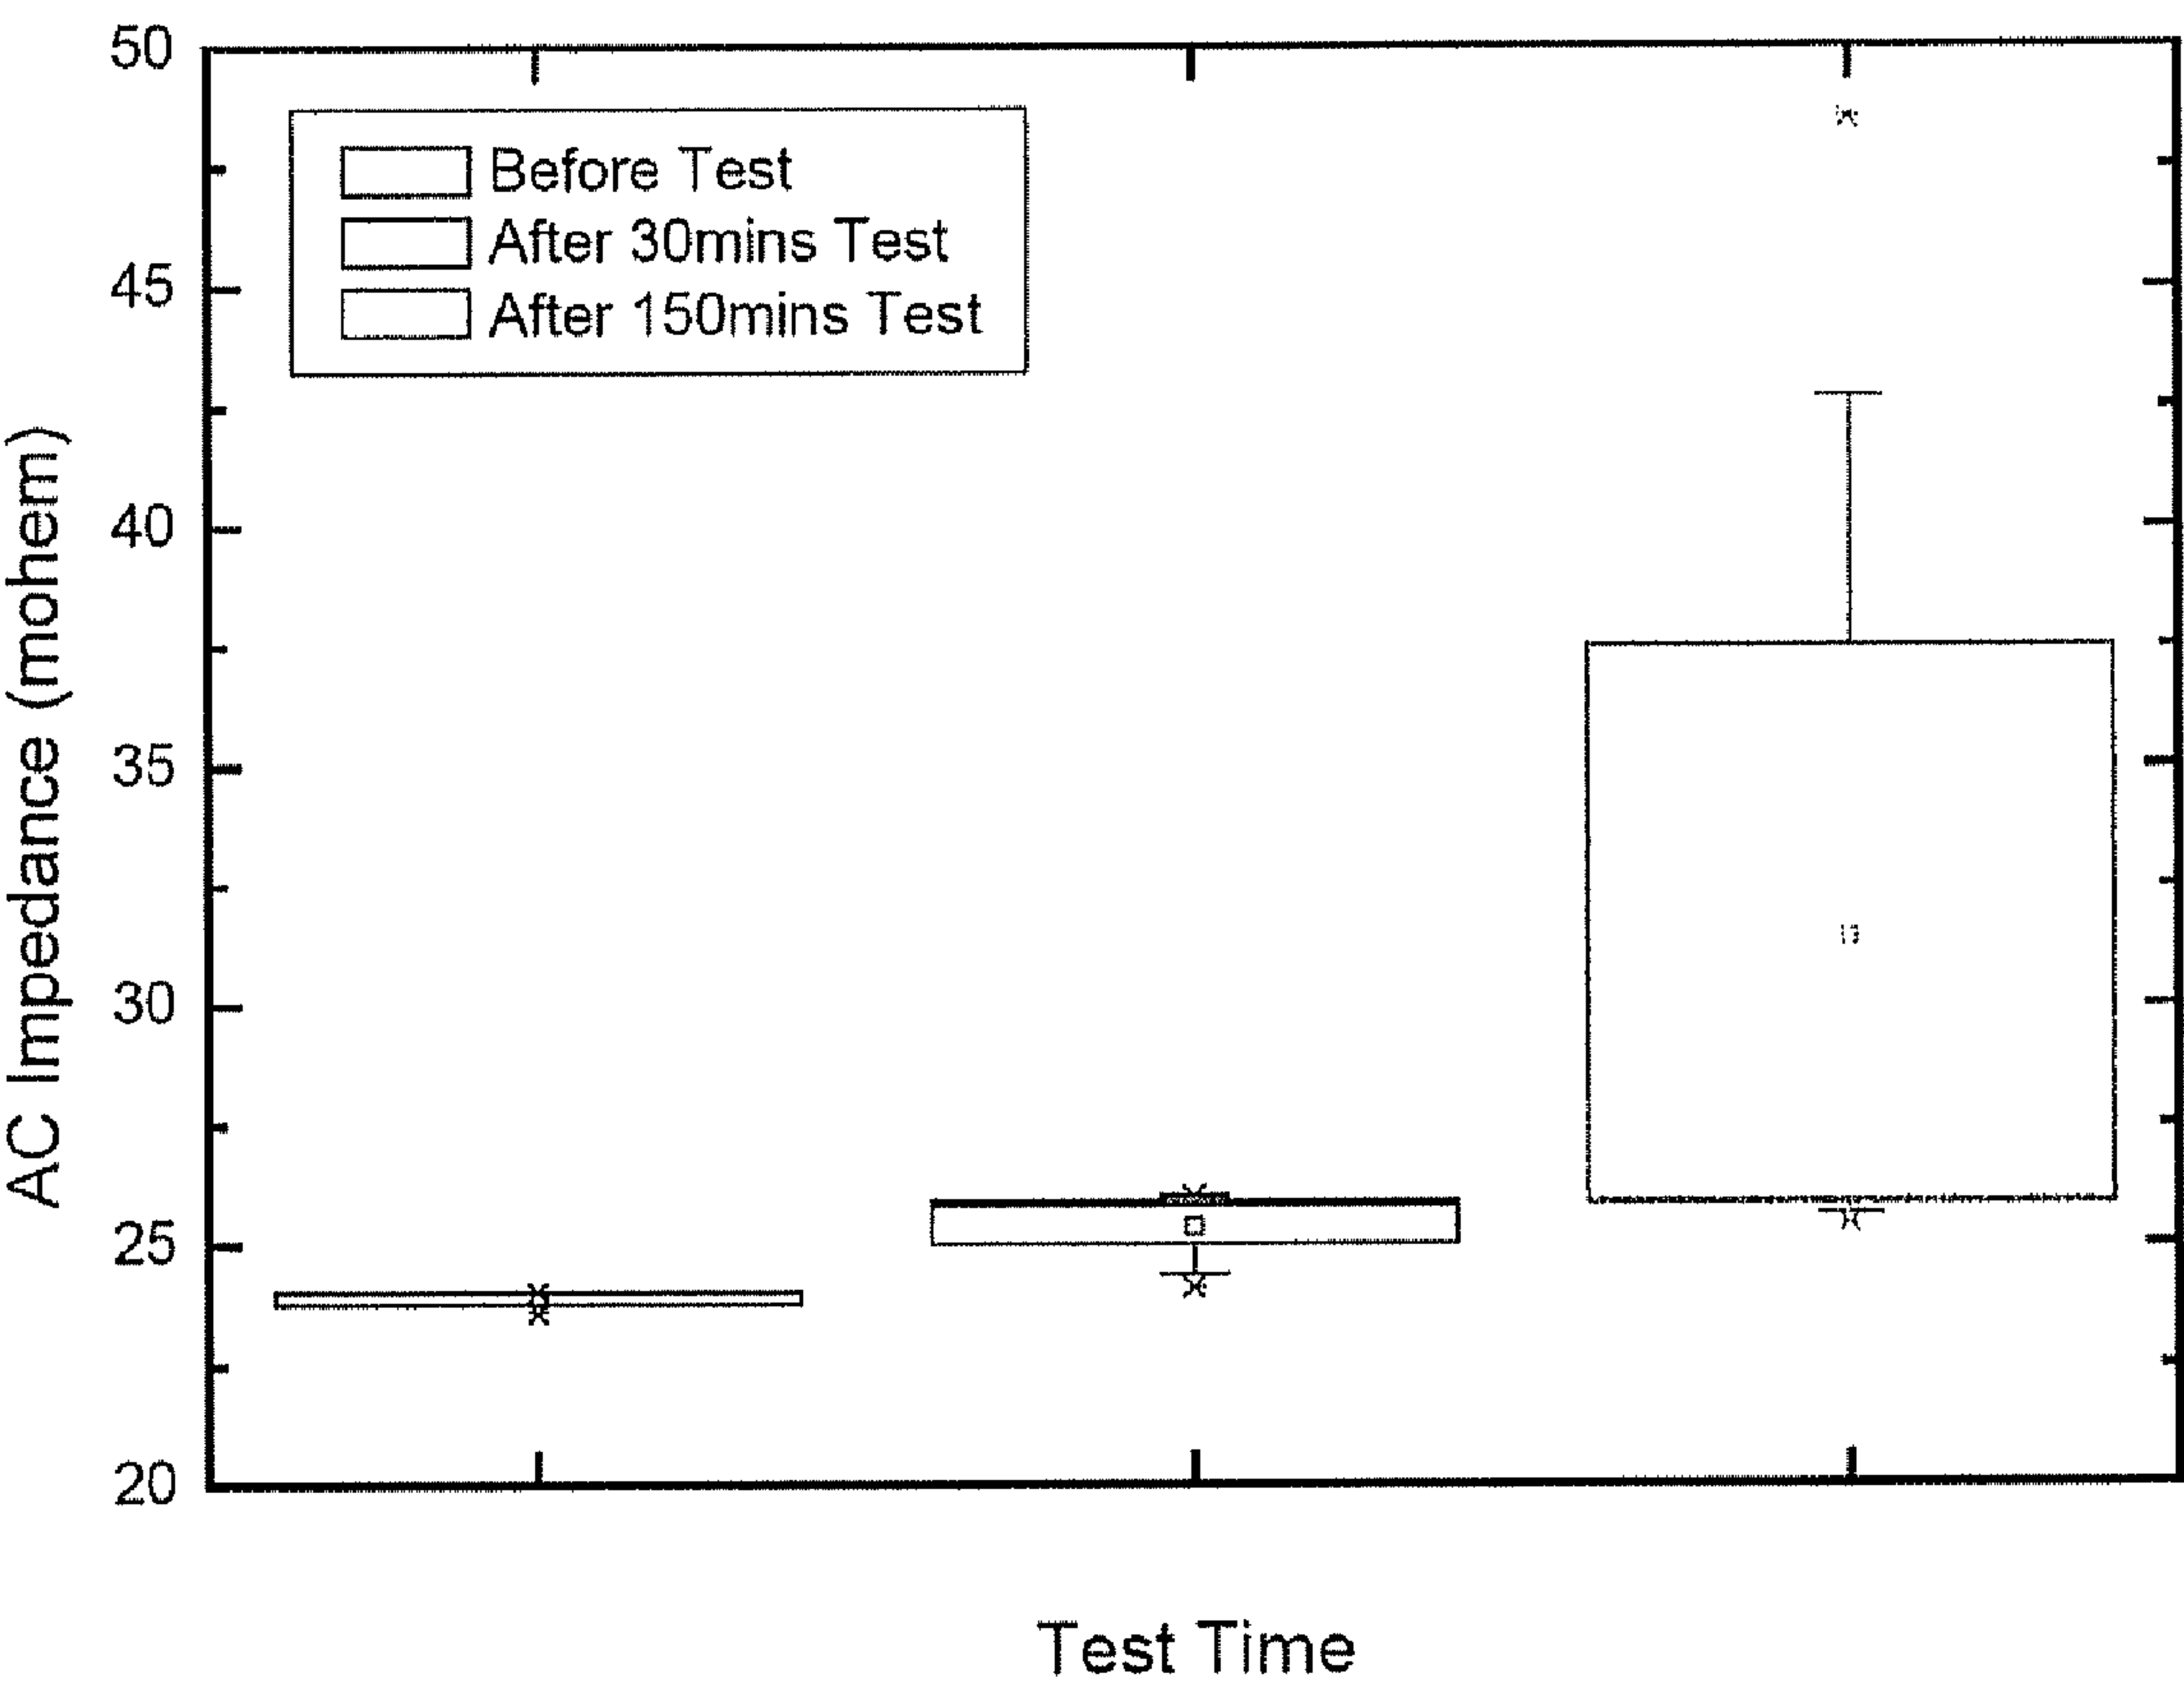 50
45
40
35
30
25
20
AC Impedance (mohem)
Before Test
After 30mins Test
After 150mins Test
Test Time